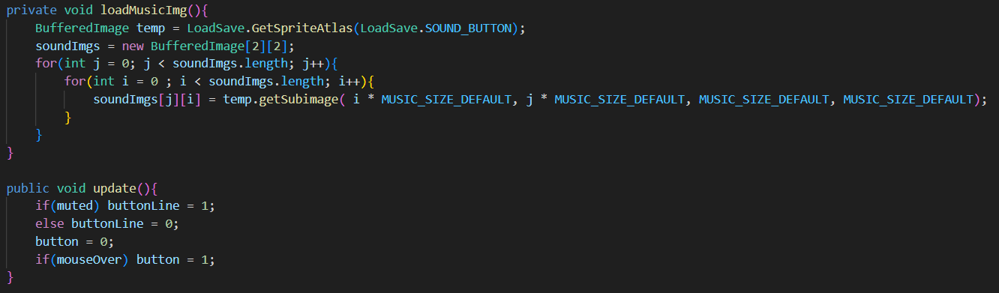 private void loadMusicImg(){
    BufferedImage temp = LoadSave.GetSpriteAtlas(LoadSave.SOUND_BUTTON);
    soundImgs = new BufferedImage[2][2];
    for(int j = 0; j < soundImgs.length; j++){
        for(int i = 0 ; i < soundImgs.length; i++){
            soundImgs[j][i] = temp.getSubimage( i * MUSIC_SIZE_DEFAULT, j * MUSIC_SIZE_DEFAULT, MUSIC_SIZE_DEFAULT, MUSIC_SIZE_DEFAULT);
        }
    }
}

public void update(){
    if(muted) buttonLine = 1;
    else buttonLine = 0;
    button = 0;
    if(mouseOver) button = 1;
}